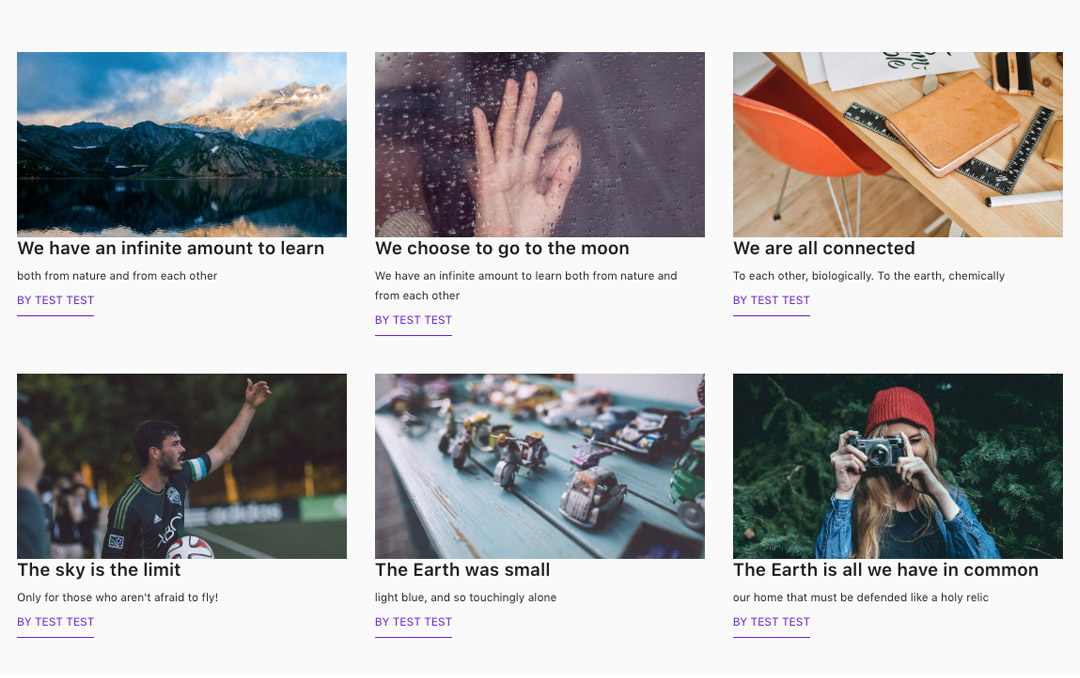 We have an infinite amount to learn
both from nature and from each other
BY TEST TEST
We choose to go to the moon
We have an infinite amount to learn both from nature and
from each other
BY TEST TEST
We are all connected
To each other, biologically. To the earth, chemically
BY TEST TEST
adidas
XBC
The sky is the limit
Only for those who aren't afraid to fly!
BY TEST TEST
The Earth was small
light blue, and so touchingly alone
BY TEST TEST
The Earth is all we have in common
our home that must be defended like a holy relic
BY TEST TEST